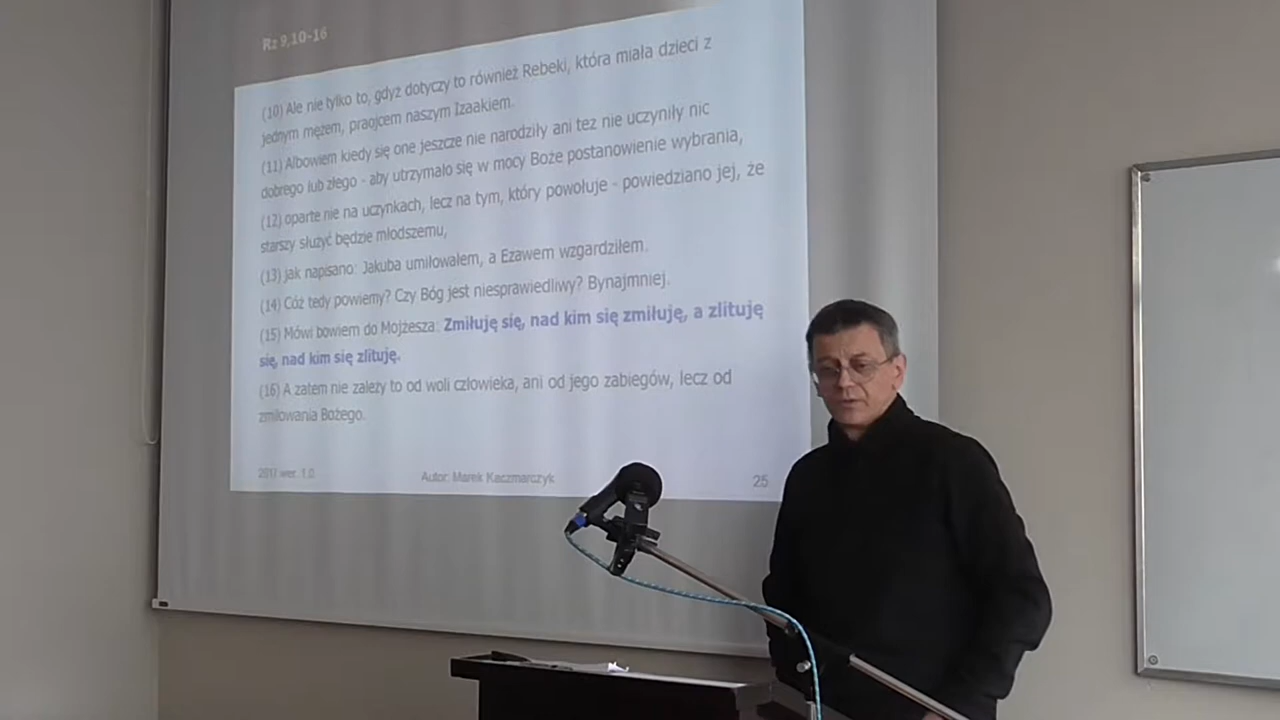 Rz 9,10-16
(10) Ale nie tylko to, gdyż dotyczy to również Rebeki, która miała dzieci z
jednym mężem, praojcem naszym Izaakiem.
(11) Albowiem kiedy się one jeszcze nie narodziły ani też nie uczyniły nic
dobrego lub złego - aby utrzymało się w mocy Boże postanowienie wybrania,
(12) oparte nie na uczynkach, lecz na tym, który powołuje - powiedziano jej, że
starszy służyć będzie młodszemu,
(13) jak napisano: Jakuba umiłowałem, a Ezawem wzgardziłem.
(14) Cóż tedy powiemy? Czy Bóg jest niesprawiedliwy? Bynajmniej.
(15) Mówi bowiem do Mojżesza: Zmiłuję się, nad kim się zmiłuję, a zlituję
się, nad kim się zlituję.
(16) A zatem nie zależy to od woli człowieka, ani od jego zabiegów, lecz od
zmiłowania Bożego.
2017 wer. 1.0
Autor: Marek Kaczmarczyk
25